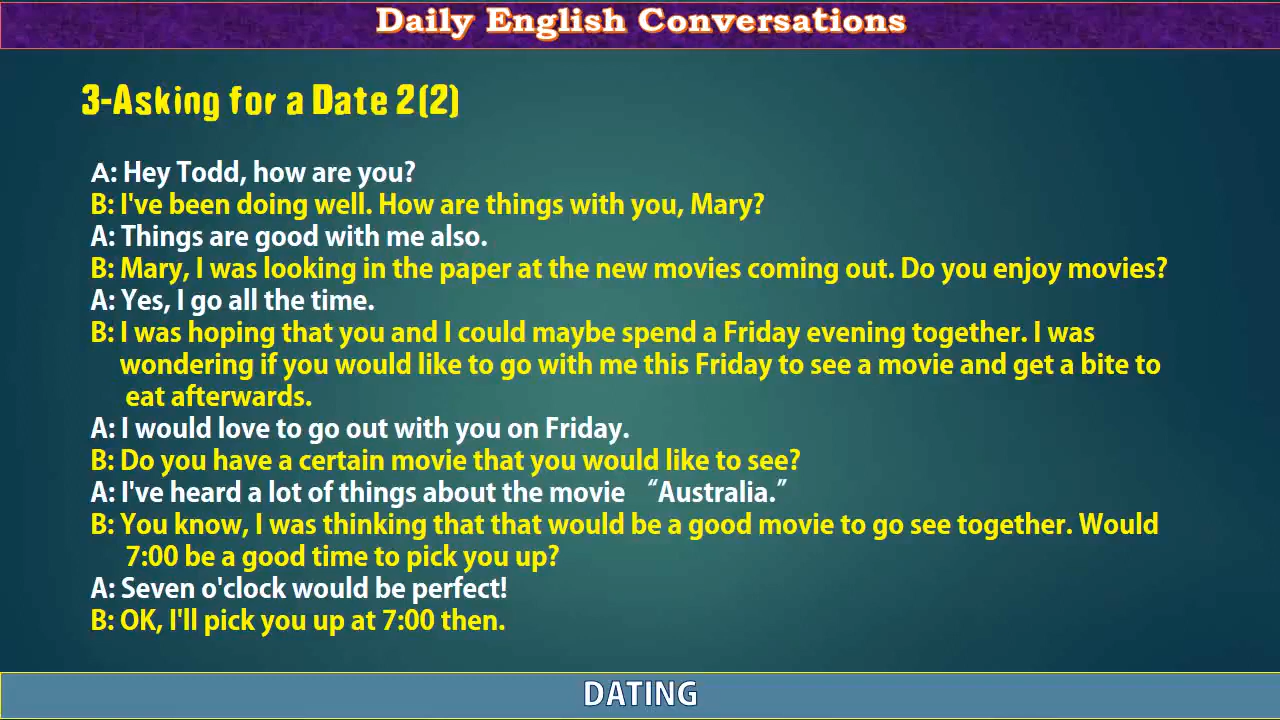 Daily English Conversations
3-Asking for a Date 2(2)
A: Hey Todd, how are you?
B: I've been doing well. How are things with you, Mary?
A: Things are good with me also.
B: Mary, I was looking in the paper at the new movies coming out. Do you enjoy movies?
A: Yes, I go all the time.
B: I was hoping that you and I could maybe spend a Friday evening together. I was
wondering if you would like to go with me this Friday to see a movie and get a bite to
eat afterwards.
A: I would love to go out with you on Friday.
B: Do you have a certain movie that you would like to see?
A: I've heard a lot of things about the movie “Australia.”
B: You know, I was thinking that that would be a good movie to go see together. Would
7:00 be a good time to pick you up?
A: Seven o'clock would be perfect!
B: OK, I'll pick you up at 7:00 then.
DATING